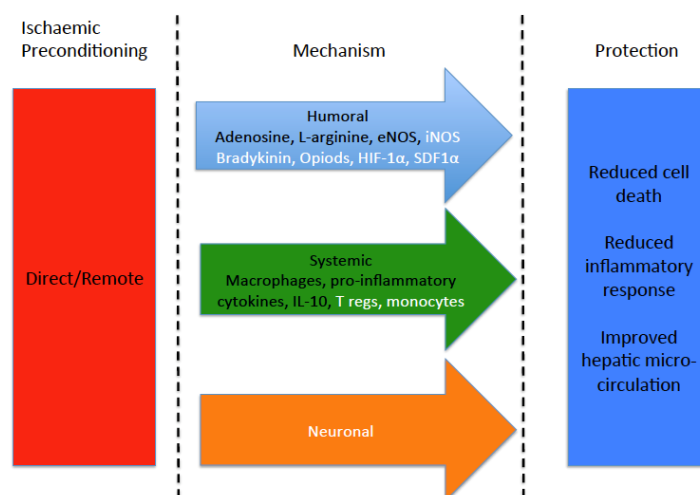 Ischaemic
Preconditioning
Mechanism
Protection
Direct/Remote
Humoral
Adenosine, L-arginine, eNOS, iNOS
Bradykinin, Opiods, HIF-1α, SDF1α
Systemic
Macrophages, pro-inflammatory
cytokines, IL-10, T regs, monocytes
Neuronal
Reduced cell
death
Reduced
inflammatory
response
Improved
hepatic micro-
circulation